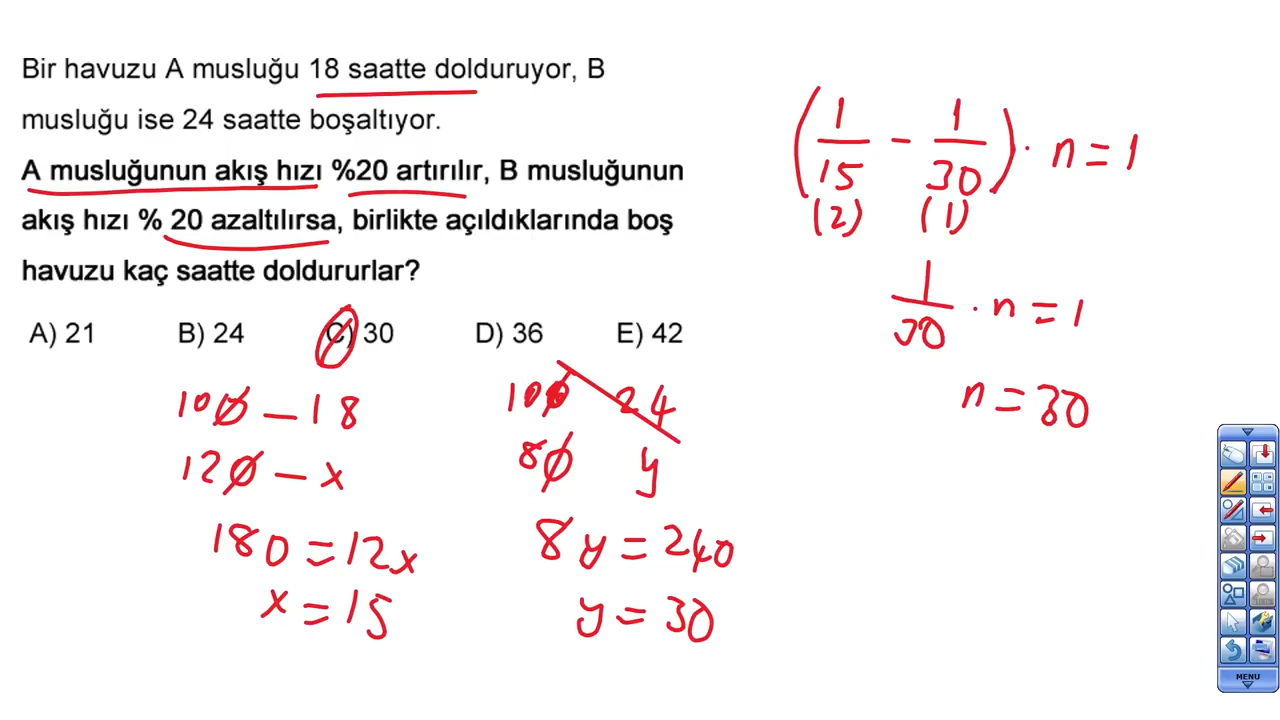 Bir havuzu A musluğu 18 saatte dolduruyor, B
musluğu ise 24 saatte boşaltıyor.
A musluğunun akış hızı %20 artırılır, B musluğunun
akış hızı % 20 azaltılırsa, birlikte açıldıklarında boş
havuzu kaç saatte doldururlar?
A) 21 B) 24 C) 30 D) 36 E) 42
100 — 18
120 — x
180 = 12x
x = 15
100 24
80 y
8y = 240
y = 30
(1/15 - 1/30) · n = 1
(2) (1)
1/30 · n = 1
n = 30
MENU